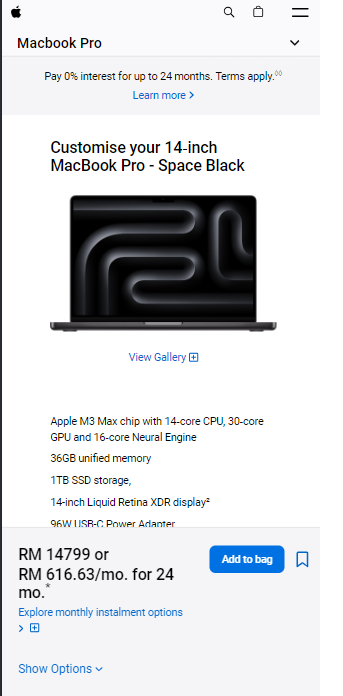 Macbook Pro
Pay 0% interest for up to 24 months. Terms apply.◊◊
Learn more >
Customise your 14-inch
MacBook Pro - Space Black
View Gallery
Apple M3 Max chip with 14-core CPU, 30-core
GPU and 16-core Neural Engine
36GB unified memory
1TB SSD storage,
14-inch Liquid Retina XDR display²
96W USB-C Power Adapter
RM 14799 or
RM 616.63/mo. for 24
mo.*
Add to bag
Explore monthly instalment options
>
Show Options